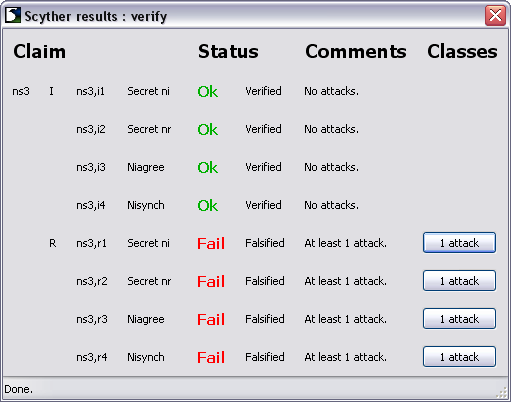 Scyther results : verify
Claim Status Comments Classes
ns3 I ns3,i1 Secret ni Ok Verified No attacks.
ns3,i2 Secret nr Ok Verified No attacks.
ns3,i3 Niagree Ok Verified No attacks.
ns3,i4 Nisynch Ok Verified No attacks.
R ns3,r1 Secret ni Fail Falsified At least 1 attack. 1 attack
ns3,r2 Secret nr Fail Falsified At least 1 attack. 1 attack
ns3,r3 Niagree Fail Falsified At least 1 attack. 1 attack
ns3,r4 Nisynch Fail Falsified At least 1 attack. 1 attack
Done.